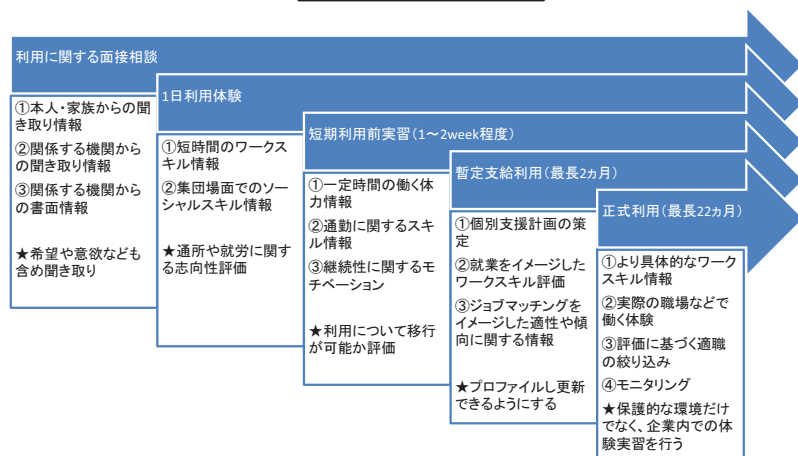 利用に関する面接相談
①本人・家族からの聞
き取り情報
②関係する機関から
の聞き取り情報
③関係する機関から
の書面情報
★希望や意欲なども
含め聞き取り
1日利用体験
①短時間のワークス
キル情報
②集団場面でのソー
シャルスキル情報
★通所や就労に関す
る志向性評価
短期利用前実習(1~2week程度)
①一定時間の働く体
力情報
②通勤に関するスキ
ル情報
③継続性に関するモ
チベーション
★利用について移行
が可能か評価
暫定支給利用(最長2ヵ月)
①個別支援計画の策
定
②就業をイメージした
ワークスキル評価
③ジョブマッチングを
イメージした適性や傾
向に関する情報
★プロファイルし更新
できるようにする
正式利用(最長22ヵ月)
①より具体的なワーク
スキル情報
②実際の職場などで
働く体験
③評価に基づく適職
の絞り込み
④モニタリング
★保護的な環境だけ
でなく、企業内での体
験実習を行う